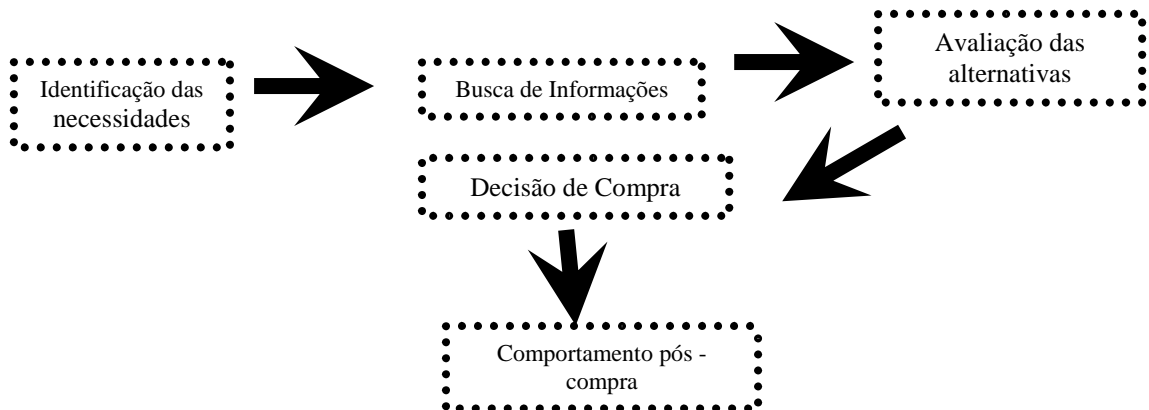 Identificação das
necessidades
Busca de Informações
Avaliação das
alternativas
Decisão de Compra
Comportamento pós -
compra